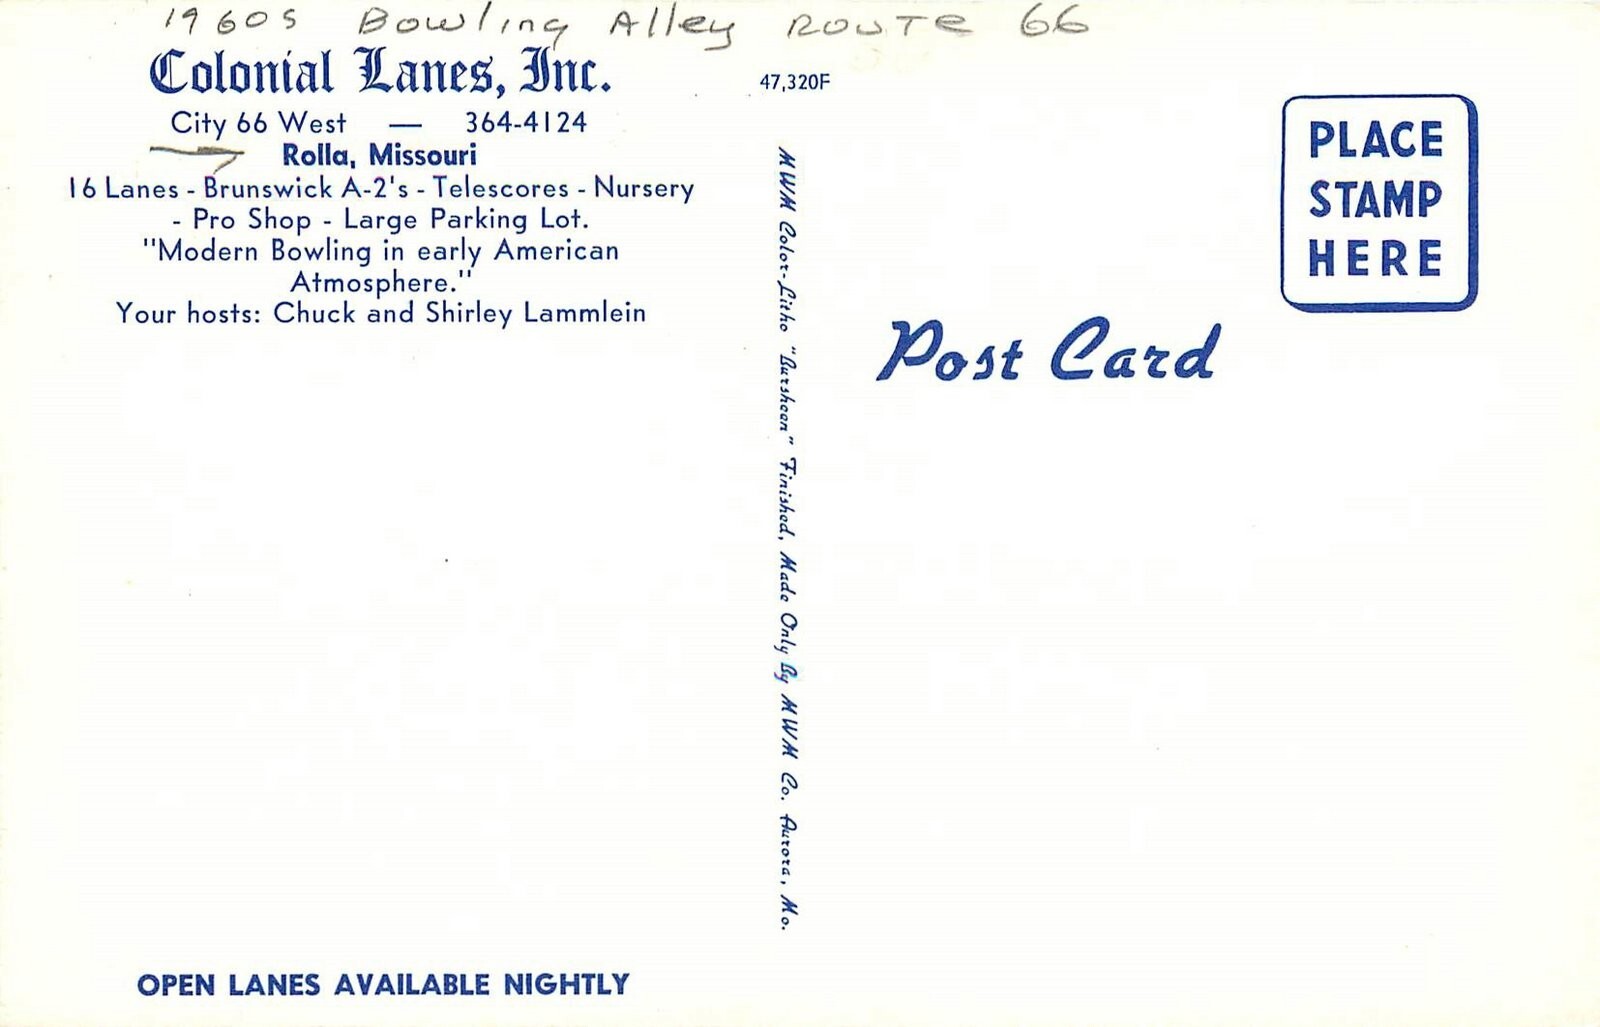 1960s Bowling Alley Route 66
Colonial Lanes, Inc.
City 66 West — 364-4124
Rolla, Missouri
16 Lanes - Brunswick A-2's - Telescores - Nursery
- Pro Shop - Large Parking Lot.
"Modern Bowling in early American
Atmosphere."
Your hosts: Chuck and Shirley Lammlein
OPEN LANES AVAILABLE NIGHTLY
47,320F
MWM Color-Litho "Bursheen" Finished, Made Only By MWM Co. Aurora, Mo.
PLACE
STAMP
HERE
Post Card